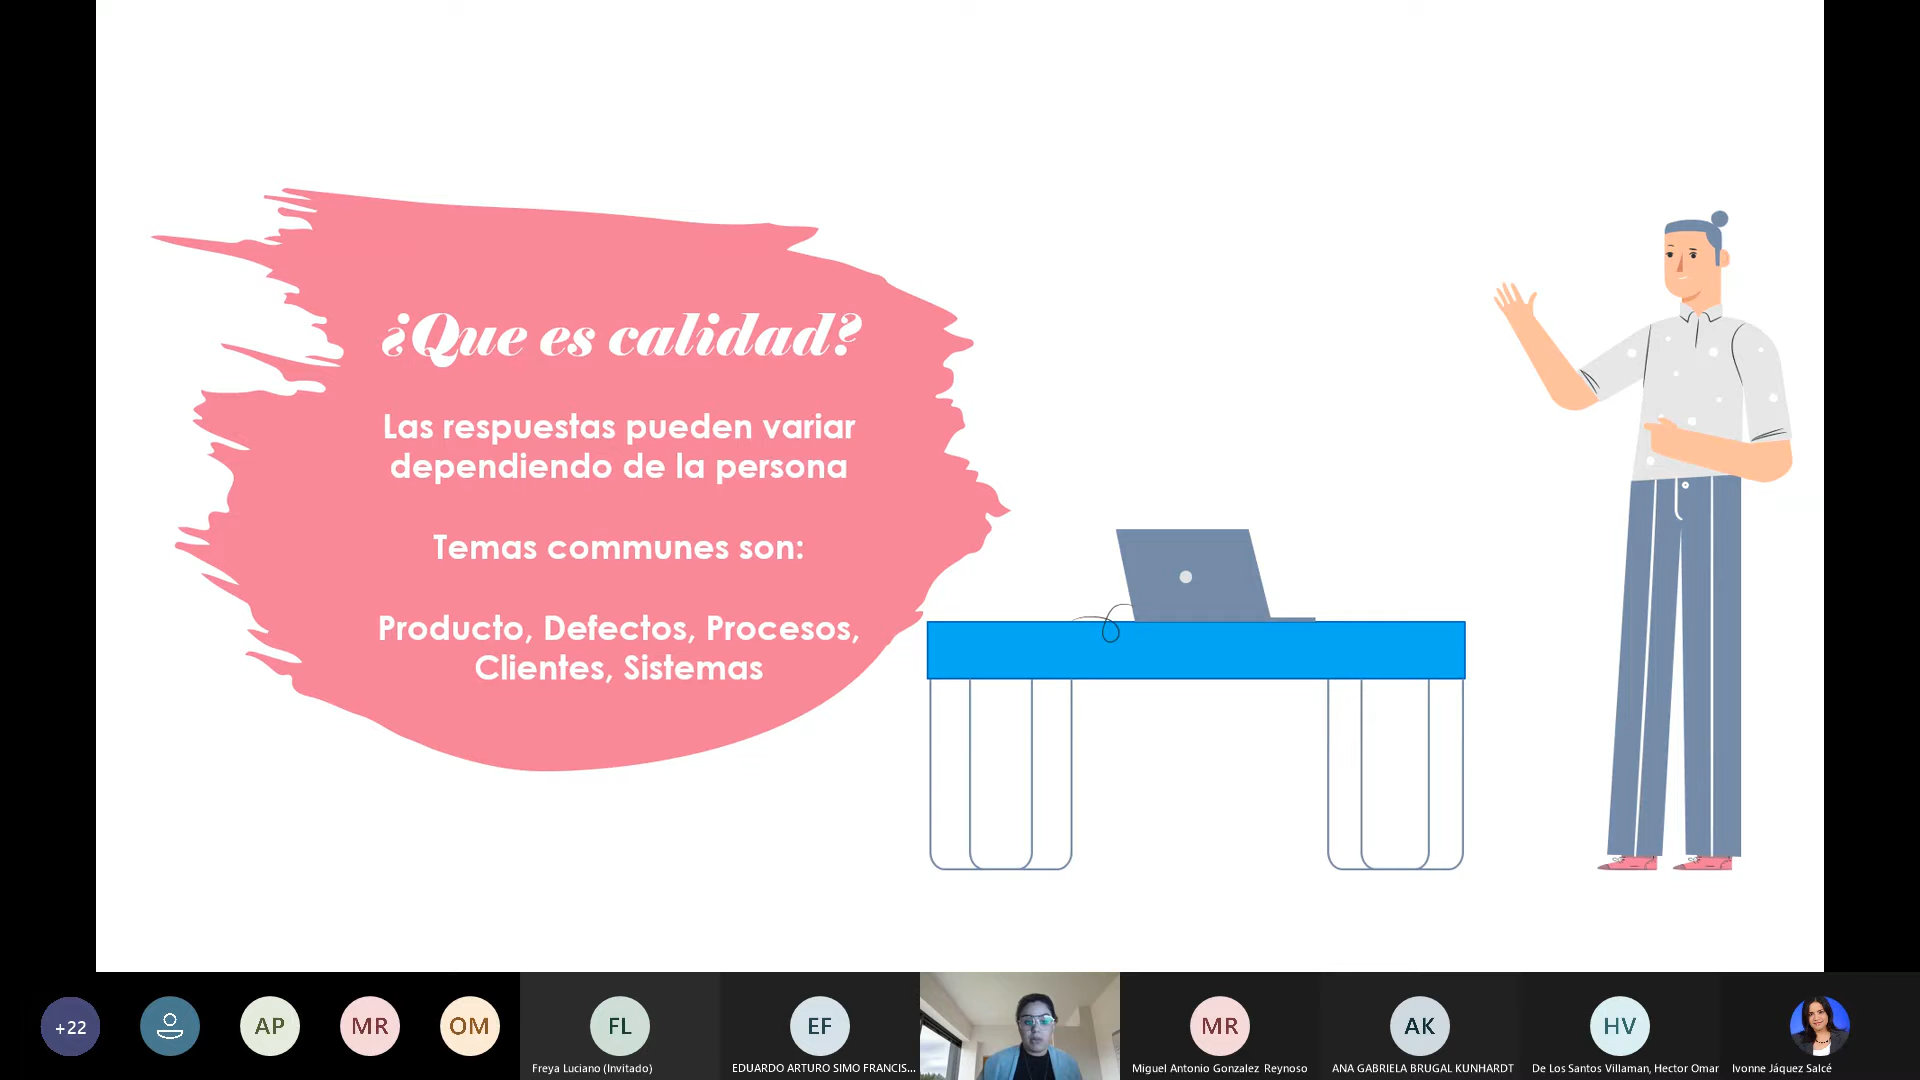 ¿Que es calidad?
Las respuestas pueden variar
dependiendo de la persona
Temas communes son:
Producto, Defectos, Procesos,
Clientes, Sistemas
+22
AP
MR
OM
FL
EF
MR
AK
HV
Freya Luciano (Invitado)
EDUARDO ARTURO SIMO FRANCIS...
Miguel Antonio Gonzalez Reynoso
ANA GABRIELA BRUGAL KUNHARDT
De Los Santos Villaman, Hector Omar
Ivonne Jáquez Salcé